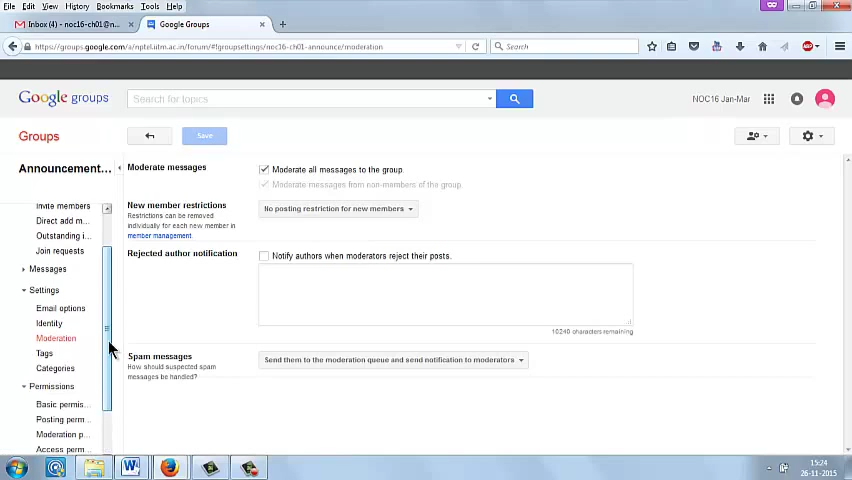 File Edit View History Bookmarks Tools Help
Inbox (4) - noc16-ch01@n... × Google Groups × +
https://groups.google.com/a/nptel.iitm.ac.in/forum/#!groupsettings/noc16-ch01-announce/moderation Search
Google groups Search for topics NOC16 Jan-Mar
Groups Save
Announcement...
Moderate messages Moderate all messages to the group.
Moderate messages from non-members of the group.
Invite members
Direct add m...
Outstanding i...
Join requests
Messages
Settings
Email options
Identity
Moderation
Tags
Categories
Permissions
Basic permis...
Posting perm...
Moderation p...
Access perm...
New member restrictions No posting restriction for new members
Restrictions can be removed
individually for each new member in
member management.
Rejected author notification Notify authors when moderators reject their posts.
10240 characters remaining
Spam messages Send them to the moderation queue and send notification to moderators
How should suspected spam
messages be handled?
15:24
26-11-2015